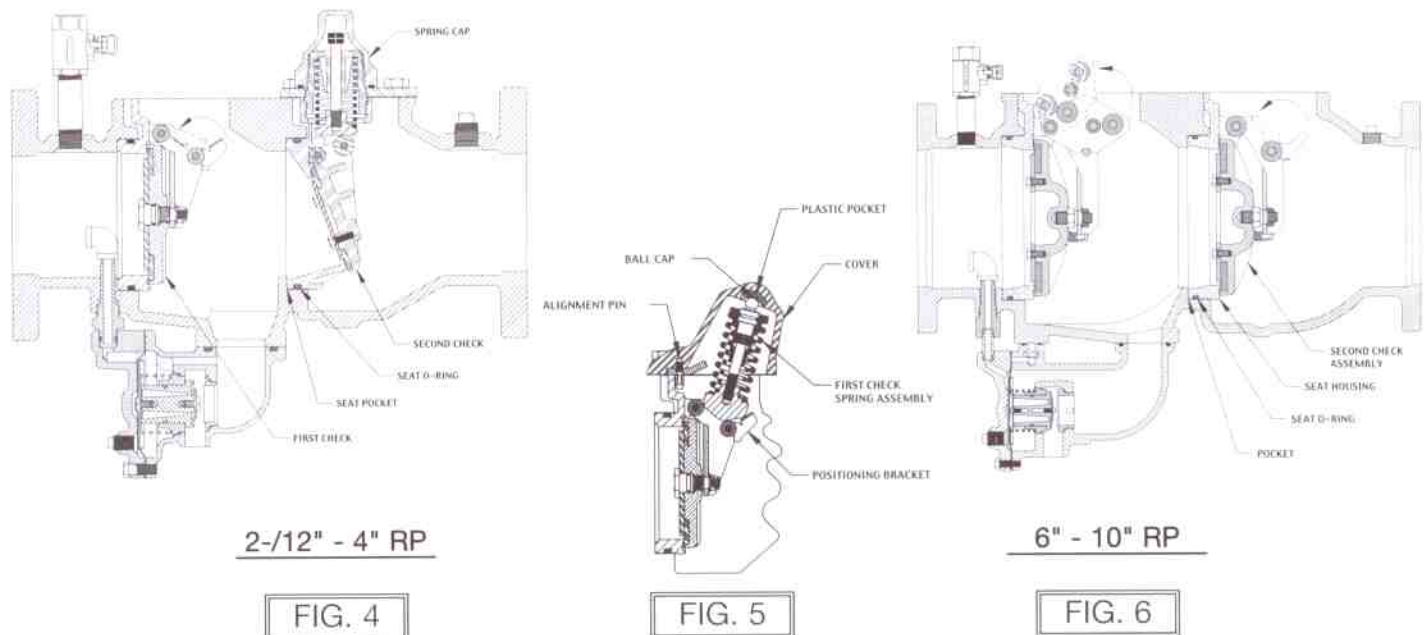 SPRING CAP
SECOND CHECK
SEAT O-RING
SEAT POCKET
FIRST CHECK
2-/12" - 4" RP
FIG. 4
PLASTIC POCKET
BALL CAP
COVER
ALIGNMENT PIN
FIRST CHECK
SPRING ASSEMBLY
POSITIONING BRACKET
FIG. 5
SECOND CHECK
ASSEMBLY
SEAT HOUSING
SEAT O-RING
POCKET
6" - 10" RP
FIG. 6